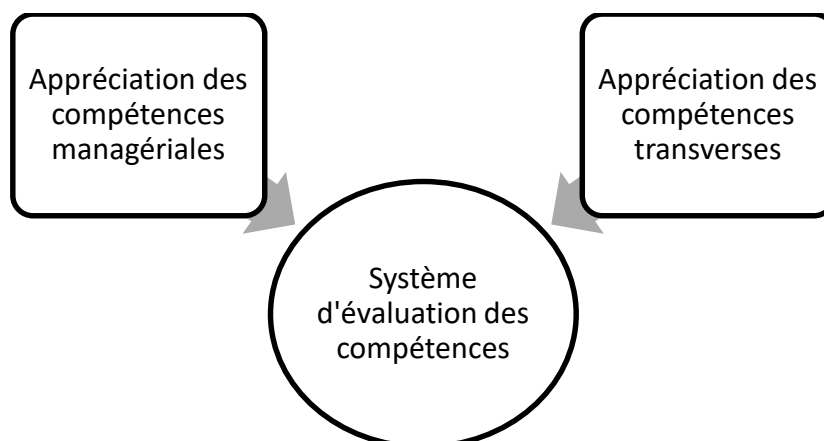 Appréciation des
compétences
managériales
Appréciation des
compétences
transverses
Système
d'évaluation des
compétences